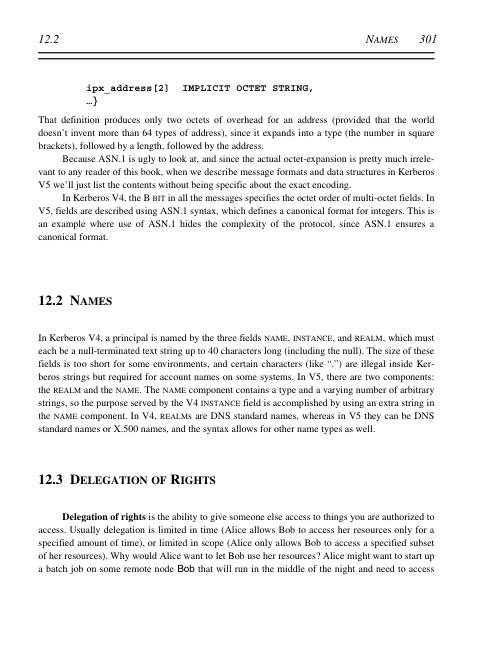 12.2 NAMES 301
ipx_address[2] IMPLICIT OCTET STRING,
…}
That definition produces only two octets of overhead for an address (provided that the world
doesn't invent more than 64 types of address), since it expands into a type (the number in square
brackets), followed by a length, followed by the address.
Because ASN.1 is ugly to look at, and since the actual octet-expansion is pretty much irrele-
vant to any reader of this book, when we describe message formats and data structures in Kerberos
V5 we'll just list the contents without being specific about the exact encoding.
In Kerberos V4, the B BIT in all the messages specifies the octet order of multi-octet fields. In
V5, fields are described using ASN.1 syntax, which defines a canonical format for integers. This is
an example where use of ASN.1 hides the complexity of the protocol, since ASN.1 ensures a
canonical format.
12.2 NAMES
In Kerberos V4, a principal is named by the three fields NAME, INSTANCE, and REALM, which must
each be a null-terminated text string up to 40 characters long (including the null). The size of these
fields is too short for some environments, and certain characters (like “.”) are illegal inside Ker-
beros strings but required for account names on some systems. In V5, there are two components:
the REALM and the NAME. The NAME component contains a type and a varying number of arbitrary
strings, so the purpose served by the V4 INSTANCE field is accomplished by using an extra string in
the NAME component. In V4, REALMs are DNS standard names, whereas in V5 they can be DNS
standard names or X.500 names, and the syntax allows for other name types as well.
12.3 DELEGATION OF RIGHTS
Delegation of rights is the ability to give someone else access to things you are authorized to
access. Usually delegation is limited in time (Alice allows Bob to access her resources only for a
specified amount of time), or limited in scope (Alice only allows Bob to access a specified subset
of her resources). Why would Alice want to let Bob use her resources? Alice might want to start up
a batch job on some remote node Bob that will run in the middle of the night and need to access